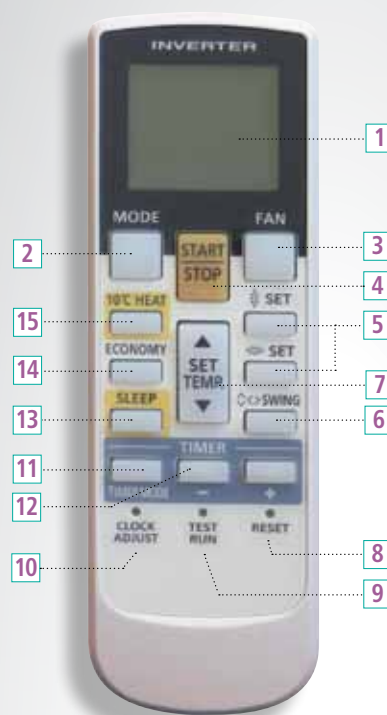 INVERTER
1
MODE
FAN
2
START
STOP
3
4
10℃ HEAT
SET
15
5
ECONOMY
SET
TEMP.
SET
14
7
SLEEP
SWING
13
6
TIMER
11
TIMER MODE
−
+
12
CLOCK
ADJUST
TEST
RUN
RESET
10
8
9